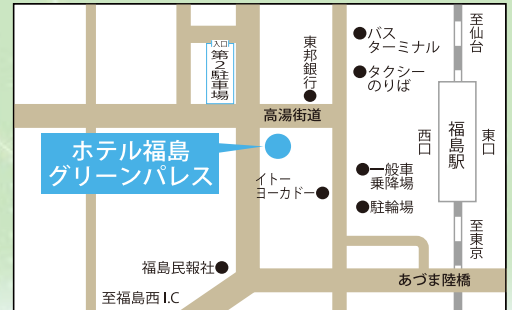 至仙台
バス
ターミナル
タクシー
のりば
東邦銀行
入口
第2駐車場
高湯街道
福島駅
西口
東口
ホテル福島
グリーンパレス
イトー
ヨーカドー
一般車
乗降場
駐輪場
至東京
福島民報社
あづま陸橋
至福島西I.C